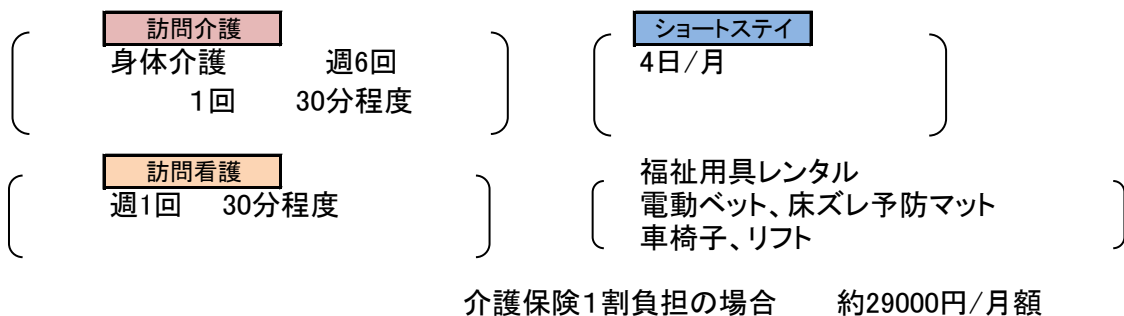 訪問介護
身体介護 週6回
1回 30分程度
ショートステイ
4日/月
訪問看護
週1回 30分程度
福祉用具レンタル
電動ベット、床ズレ予防マット
車椅子、リフト
介護保険1割負担の場合 約29000円/月額